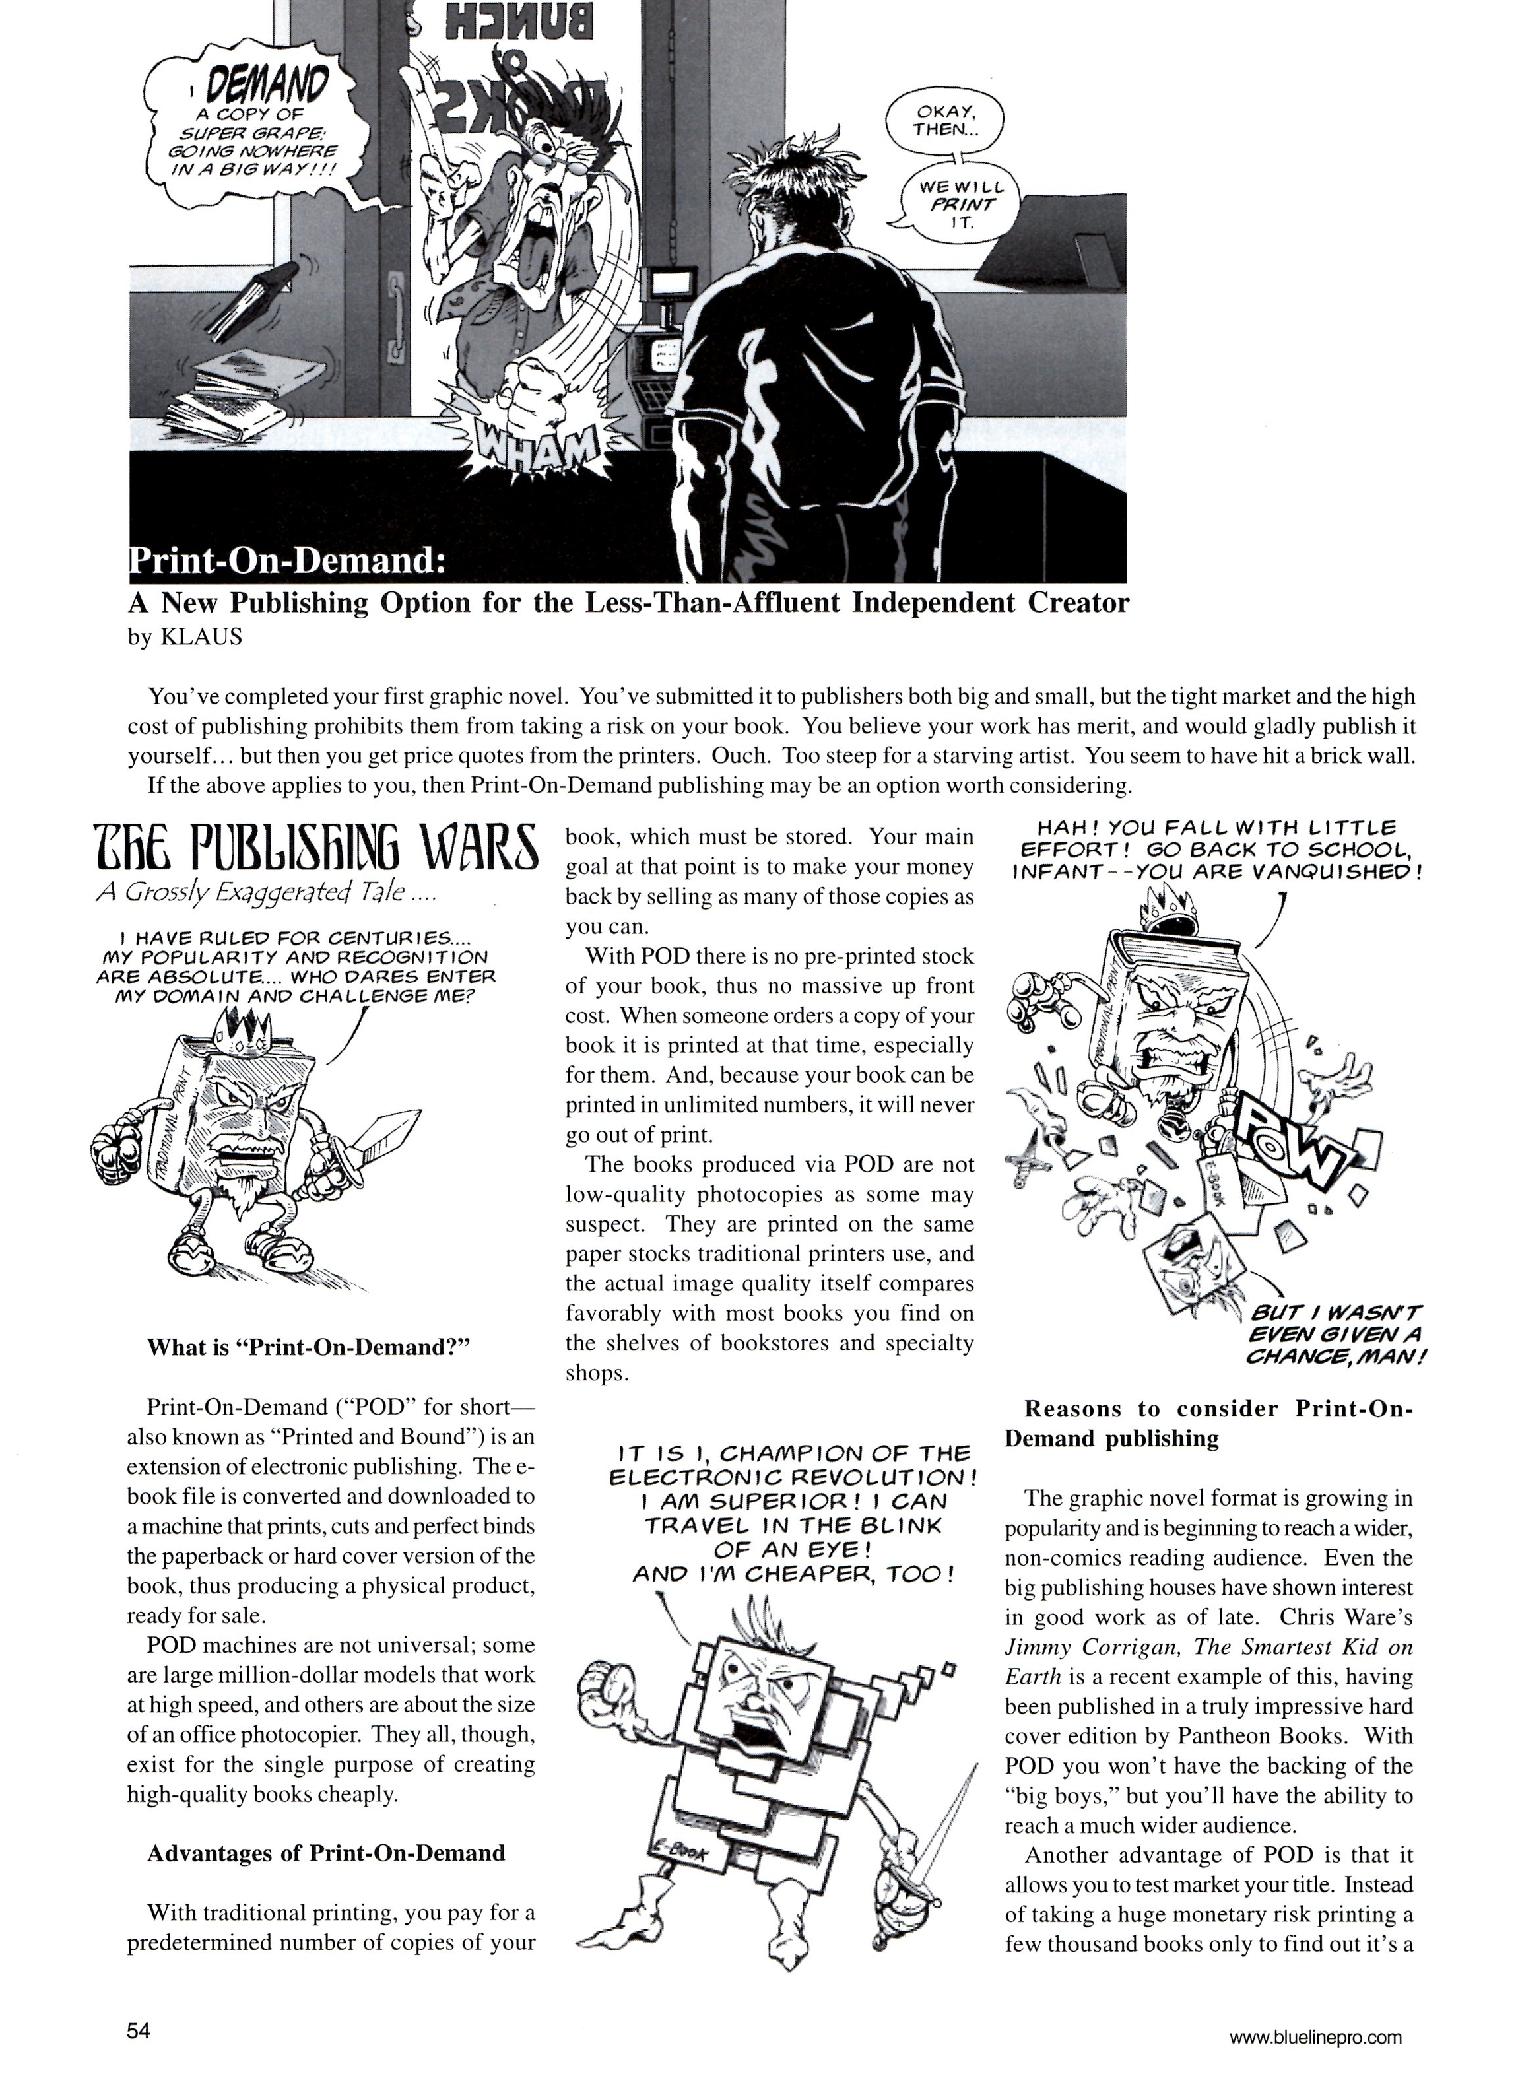 BUNCH
OF
I DEMAND
A COPY OF
SUPER GRAPE:
GOING NOWHERE
IN A BIG WAY!!!
OKAY,
THEN...
WE WILL
PRINT
IT.
WHAM
Print-On-Demand:
A New Publishing Option for the Less-Than-Affluent Independent Creator
by KLAUS
You've completed your first graphic novel. You've submitted it to publishers both big and small, but the tight market and the high
cost of publishing prohibits them from taking a risk on your book. You believe your work has merit, and would gladly publish it
yourself... but then you get price quotes from the printers. Ouch. Too steep for a starving artist. You seem to have hit a brick wall.
If the above applies to you, then Print-On-Demand publishing may be an option worth considering.
THE PUBLISHING WARS
A Grossly Exaggerated Tale ....
I HAVE RULED FOR CENTURIES....
MY POPULARITY AND RECOGNITION
ARE ABSOLUTE.... WHO DARES ENTER
MY DOMAIN AND CHALLENGE ME?
TRADITIONAL PRINT
What is “Print-On-Demand?”
Print-On-Demand (“POD” for short—
also known as “Printed and Bound”) is an
extension of electronic publishing. The e-
book file is converted and downloaded to
a machine that prints, cuts and perfect binds
the paperback or hard cover version of the
book, thus producing a physical product,
ready for sale.
POD machines are not universal; some
are large million-dollar models that work
at high speed, and others are about the size
of an office photocopier. They all, though,
exist for the single purpose of creating
high-quality books cheaply.
Advantages of Print-On-Demand
With traditional printing, you pay for a
predetermined number of copies of your
book, which must be stored. Your main
goal at that point is to make your money
back by selling as many of those copies as
you can.
With POD there is no pre-printed stock
of your book, thus no massive up front
cost. When someone orders a copy of your
book it is printed at that time, especially
for them. And, because your book can be
printed in unlimited numbers, it will never
go out of print.
The books produced via POD are not
low-quality photocopies as some may
suspect. They are printed on the same
paper stocks traditional printers use, and
the actual image quality itself compares
favorably with most books you find on
the shelves of bookstores and specialty
shops.
IT IS I, CHAMPION OF THE
ELECTRONIC REVOLUTION!
I AM SUPERIOR! I CAN
TRAVEL IN THE BLINK
OF AN EYE!
AND I'M CHEAPER, TOO!
E-BOOK
HAH! YOU FALL WITH LITTLE
EFFORT! GO BACK TO SCHOOL,
INFANT--YOU ARE VANQUISHED!
TRADITIONAL PRINT
POW
E-BOOK
BUT I WASN'T
EVEN GIVEN A
CHANCE, MAN!
Reasons to consider Print-On-
Demand publishing
The graphic novel format is growing in
popularity and is beginning to reach a wider,
non-comics reading audience. Even the
big publishing houses have shown interest
in good work as of late. Chris Ware's
Jimmy Corrigan, The Smartest Kid on
Earth is a recent example of this, having
been published in a truly impressive hard
cover edition by Pantheon Books. With
POD you won't have the backing of the
“big boys,” but you'll have the ability to
reach a much wider audience.
Another advantage of POD is that it
allows you to test market your title. Instead
of taking a huge monetary risk printing a
few thousand books only to find out it's a
54
www.bluelinepro.com